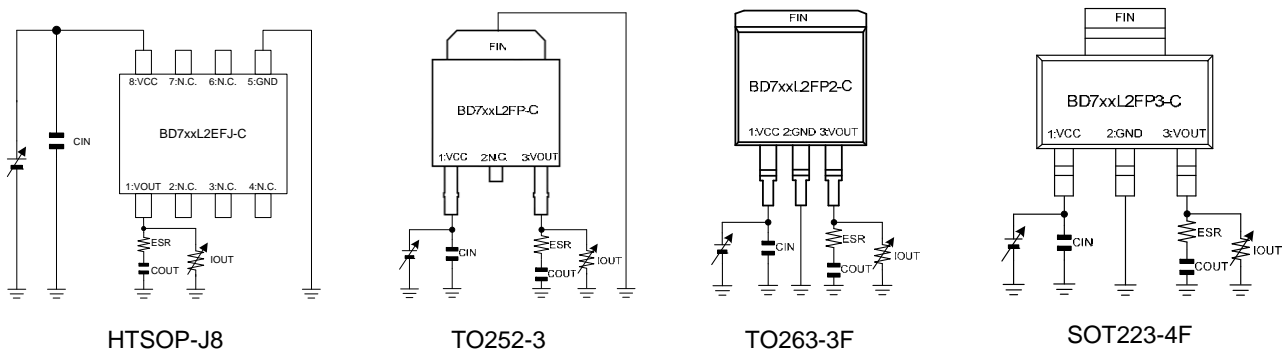 8:VCC 7:N.C. 6:N.C. 5:GND
BD7xxL2EFJ-C
1:VOUT 2:N.C. 3:N.C. 4:N.C.
CIN
ESR
COUT
IOUT
HTSOP-J8
FIN
BD7xxL2FP-C
1:VCC 2:N.C. 3:VOUT
CIN
ESR
COUT
IOUT
TO252-3
FIN
BD7xxL2FP2-C
1:VCC 2:GND 3:VOUT
CIN
ESR
COUT
IOUT
TO263-3F
FIN
BD7xxL2FP3-C
1:VCC 2:GND 3:VOUT
CIN
ESR
COUT
IOUT
SOT223-4F